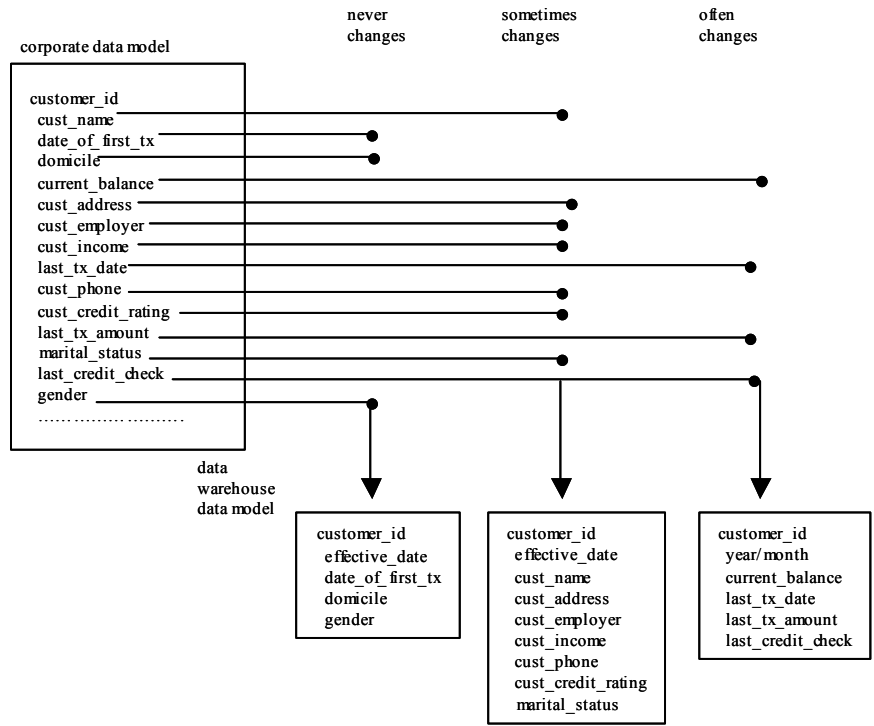 never
changes
sometimes
changes
often
changes
corporate data model
customer_id
cust_name
date_of_first_tx
domicile
current_balance
cust_address
cust_employer
cust_income
last_tx_date
cust_phone
cust_credit_rating
last_tx_amount
marital_status
last_credit_check
gender
..........................
data
warehouse
data model
customer_id
effective_date
date_of_first_tx
domicile
gender
customer_id
effective_date
cust_name
cust_address
cust_employer
cust_income
cust_phone
cust_credit_rating
marital_status
customer_id
year/month
current_balance
last_tx_date
last_tx_amount
last_credit_check